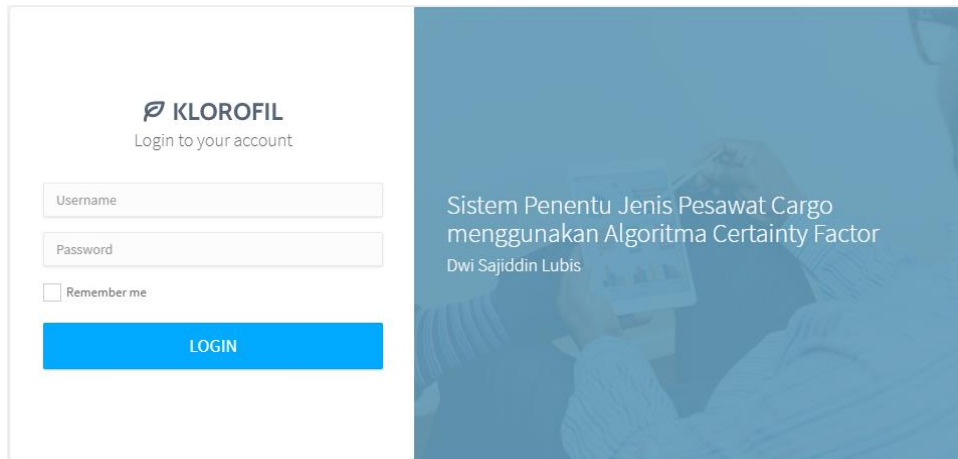 KLOROFIL
Login to your account
Username
Password
Remember me
LOGIN
Sistem Penentu Jenis Pesawat Cargo
menggunakan Algoritma Certainty Factor
Dwi Sajiddin Lubis